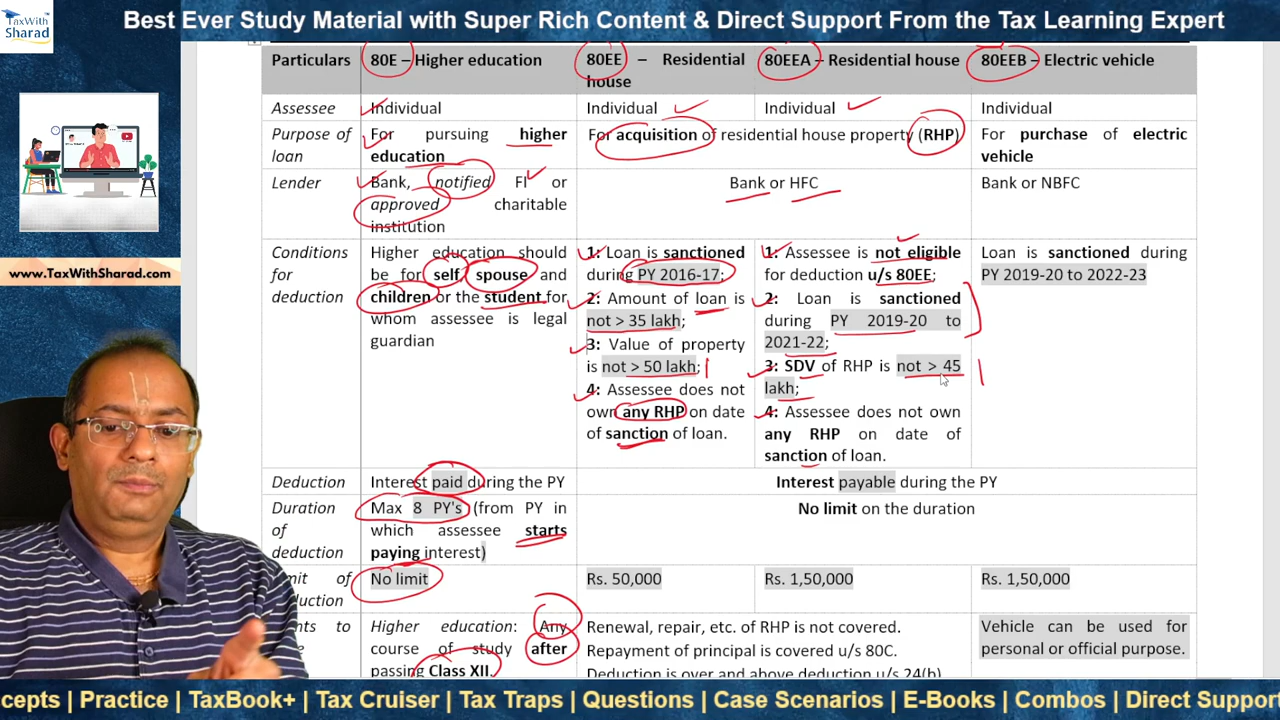 TaxWith
Sharad
Best Ever Study Material with Super Rich Content & Direct Support From the Tax Learning Expert
www.TaxWithSharad.com
Particulars
80E – Higher education
80EE – Residential
house
80EEA – Residential house
80EEB – Electric vehicle
Assessee
Individual
Individual
Individual
Individual
Purpose of
loan
For pursuing higher
education
For acquisition of residential house property (RHP)
For purchase of electric
vehicle
Lender
Bank, notified FI or
approved charitable
institution
Bank or HFC
Bank or NBFC
Conditions
for
deduction
Higher education should
be for self, spouse and
children or the student for
whom assessee is legal
guardian
1: Loan is sanctioned
during PY 2016-17;
2: Amount of loan is
not > 35 lakh;
3: Value of property
is not > 50 lakh;
4: Assessee does not
own any RHP on date
of sanction of loan.
1: Assessee is not eligible
for deduction u/s 80EE;
2: Loan is sanctioned
during PY 2019-20 to
2021-22;
3: SDV of RHP is not > 45
lakh;
4: Assessee does not own
any RHP on date of
sanction of loan.
Loan is sanctioned during
PY 2019-20 to 2022-23
Deduction
Interest paid during the PY
Interest payable during the PY
Duration
of
deduction
Max 8 PY's (from PY in
which assessee starts
paying interest)
No limit on the duration
of
No limit
Rs. 50,000
Rs. 1,50,000
Rs. 1,50,000
to
Higher education: Any
course of study after
passing Class XII.
Renewal, repair, etc. of RHP is not covered.
Repayment of principal is covered u/s 80C.
Deduction is over and above deduction u/s 24(b)
Vehicle can be used for
personal or official purpose.
cepts | Practice | TaxBook+ | Tax Cruiser | Tax Traps | Questions | Case Scenarios | E-Books | Combos | Direct Suppor